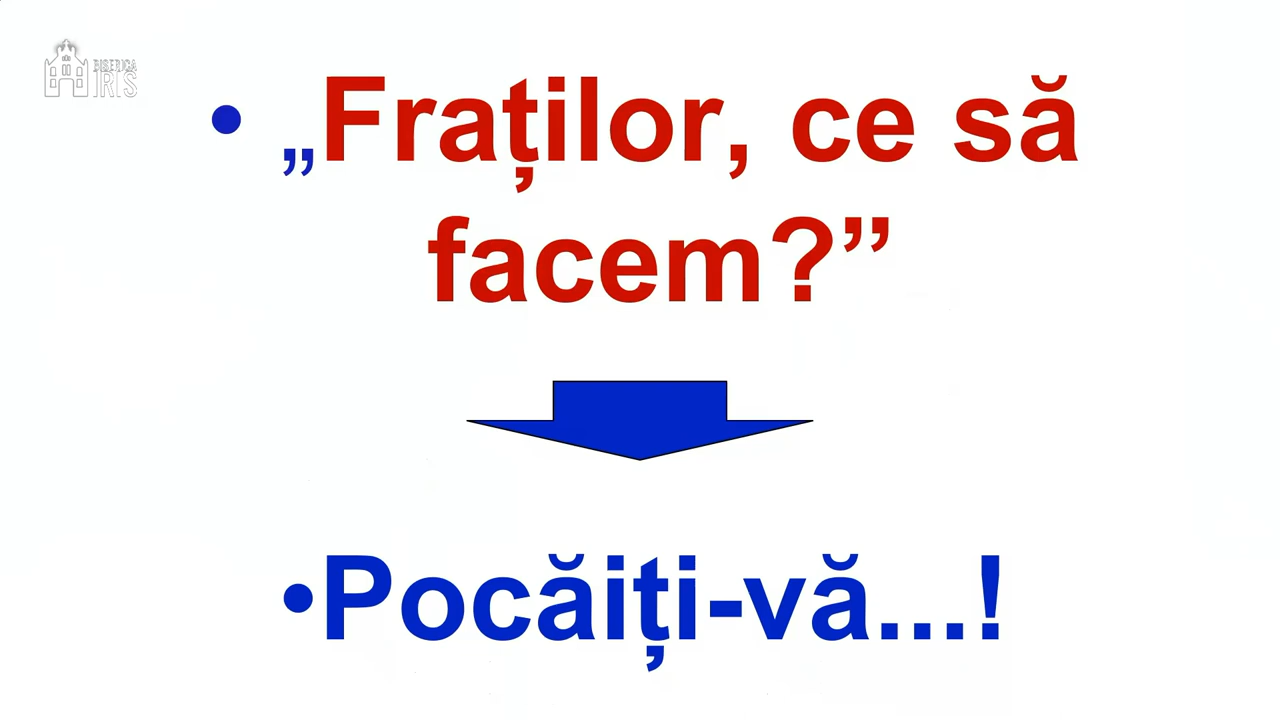 BISERICA
IRIS
• „Fraților, ce să
facem?”
•Pocăiți-vă...!